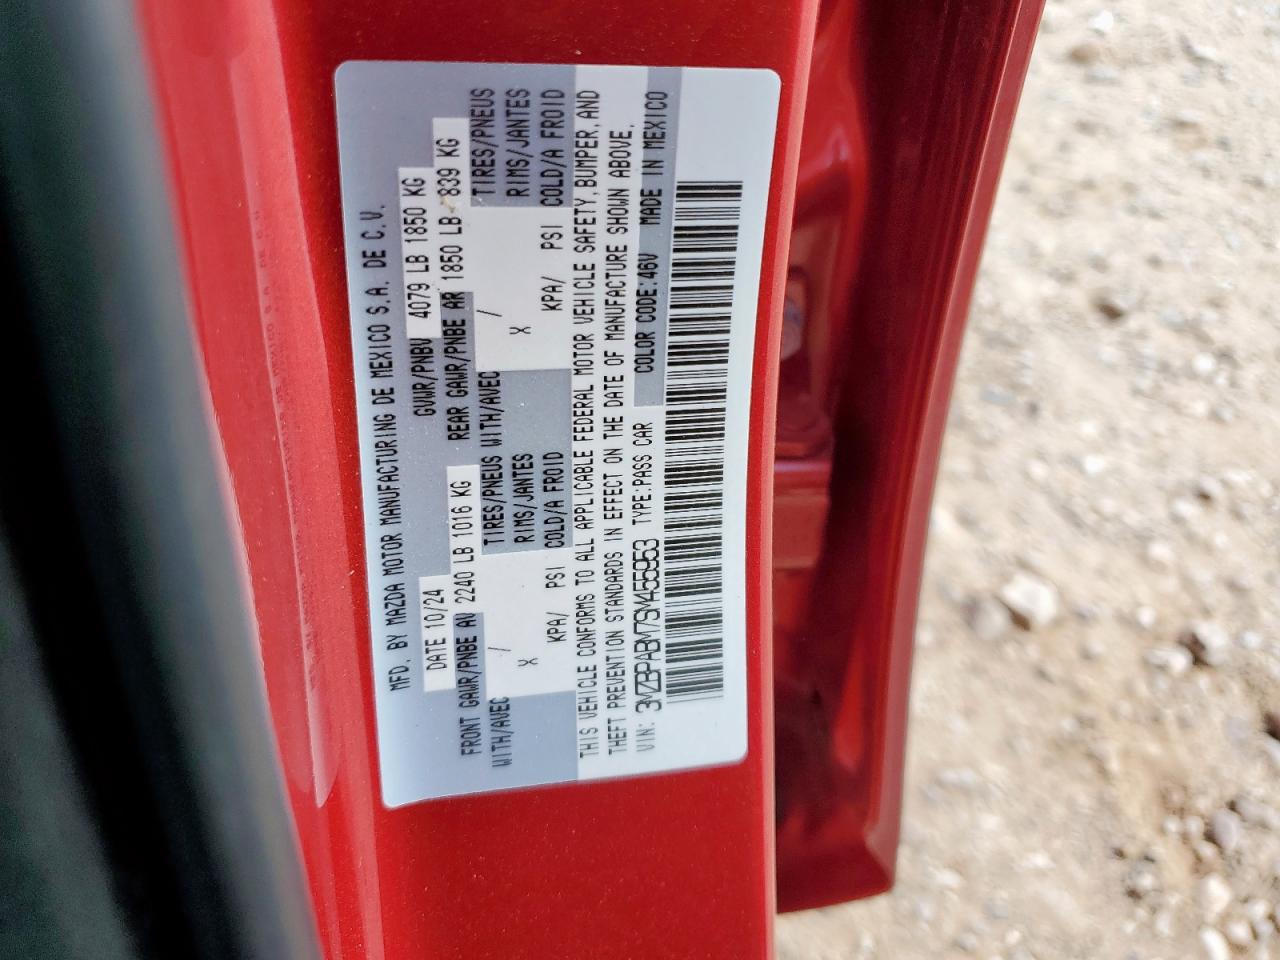 MFD. BY MAZDA MOTOR MANUFACTURING DE MEXICO S.A. DE C.V.
DATE 10/24 GVWR/PNBV 4079 LB 1850 KG
FRONT GAWR/PNBE AV 2240 LB 1016 KG REAR GAWR/PNBE AR 1850 LB 839 KG
WITH/AVEC / TIRES/PNEUS WITH/AVEC / TIRES/PNEUS
X RIMS/JANTES X RIMS/JANTES
KPA/ PSI COLD/A FROID KPA/ PSI COLD/A FROID
THIS VEHICLE CONFORMS TO ALL APPLICABLE FEDERAL MOTOR VEHICLE SAFETY, BUMPER, AND
THEFT PREVENTION STANDARDS IN EFFECT ON THE DATE OF MANUFACTURE SHOWN ABOVE.
VIN: 3MZBPABM7SM455953 TYPE:PASS CAR COLOR CODE:46V MADE IN MEXICO